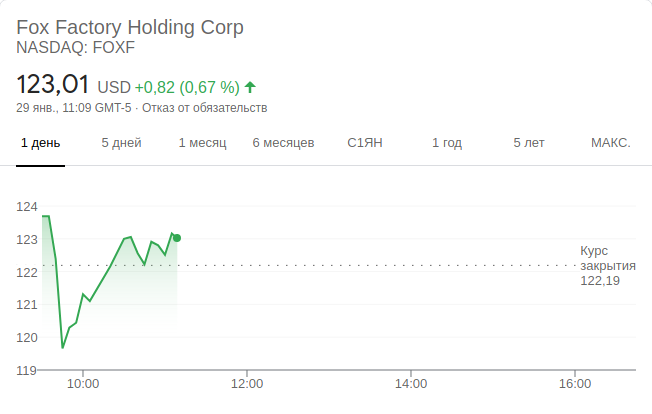 Fox Factory Holding Corp
NASDAQ: FOXF
123,01 USD +0,82 (0,67 %)
29 янв., 11:09 GMT-5 · Отказ от обязательств
1 день 5 дней 1 месяц 6 месяцев С1ЯН 1 год 5 лет МАКС.
124
123
122
121
120
119
Курс
закрытия
122,19
10:00 12:00 14:00 16:00